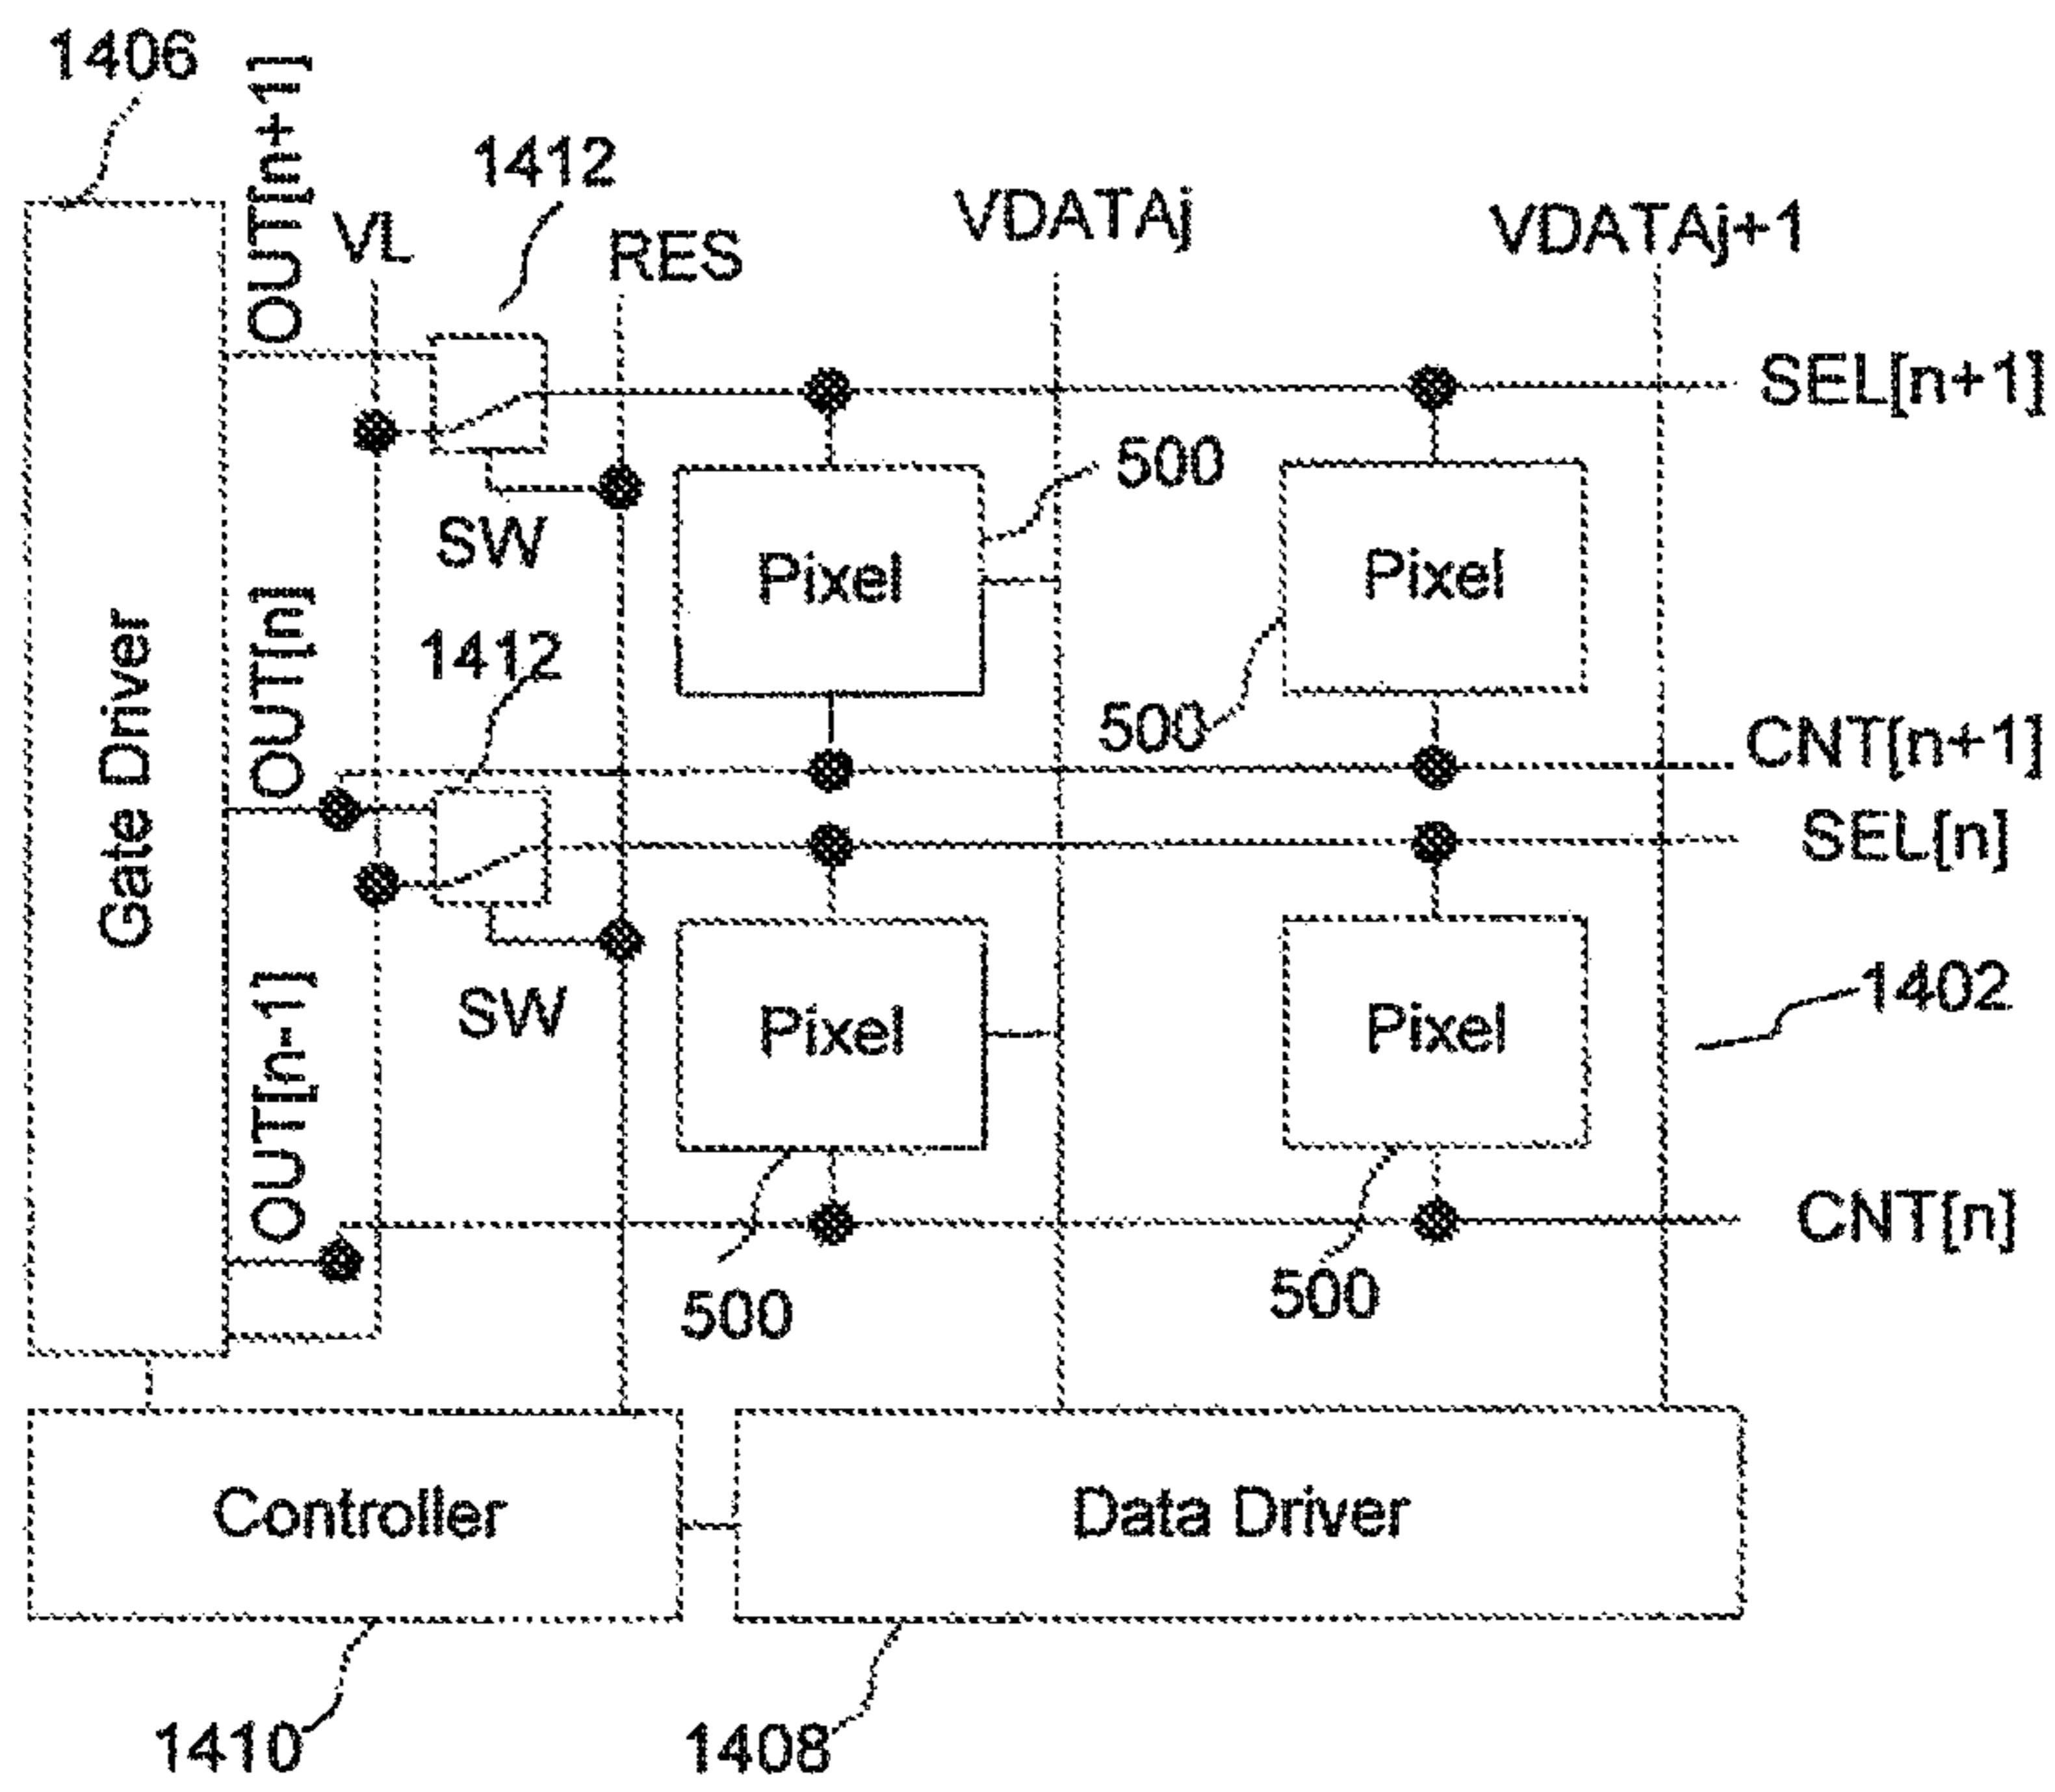 1406
OUT[n+1]
1412
VL
RES
VDATAj
VDATAj+1
SEL[n+1]
500
SW
Pixel
Pixel
Gate Driver
OUT[n]
1412
500
CNT[n+1]
SEL[n]
SW
OUT[n-1]
Pixel
Pixel
1402
CNT[n]
500
500
Controller
Data Driver
1410
1408